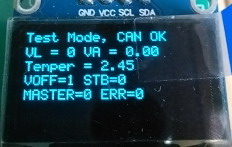 GND VCC SCL SDA
Test Mode, CAN OK
VL = 0 VA = 0.00
Temper = 2.45
VOFF=1 STB=0
MASTER=0 ERR=0